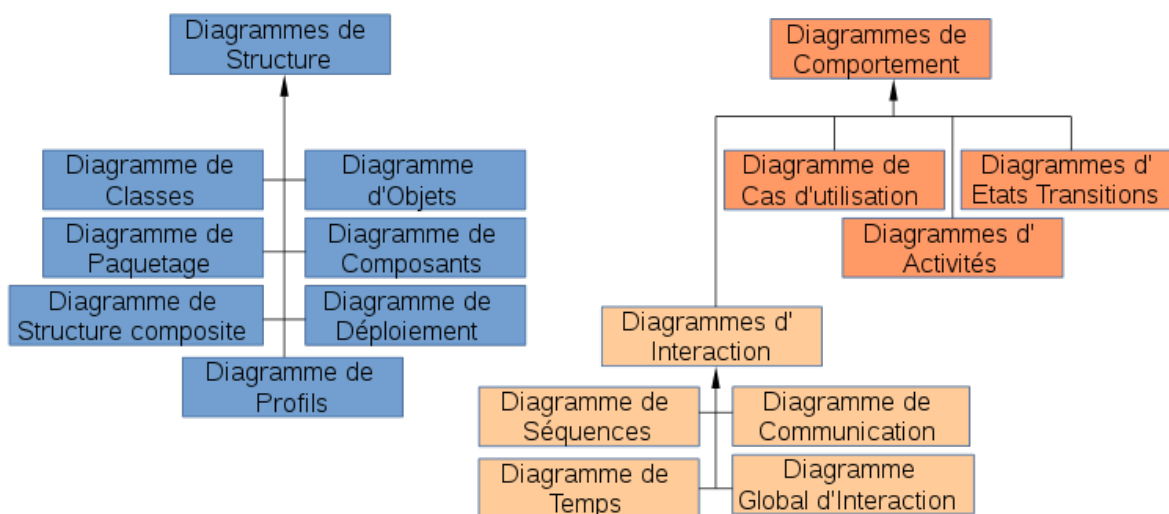 Diagrammes de
Structure
Diagramme de
Classes
Diagramme
d'Objets
Diagramme de
Paquetage
Diagramme de
Composants
Diagramme de
Structure composite
Diagramme de
Déploiement
Diagramme de
Profils
Diagrammes de
Comportement
Diagramme de
Cas d'utilisation
Diagrammes d'
Etats Transitions
Diagrammes d'
Activités
Diagrammes d'
Interaction
Diagramme de
Séquences
Diagramme de
Communication
Diagramme de
Temps
Diagramme
Global d'Interaction